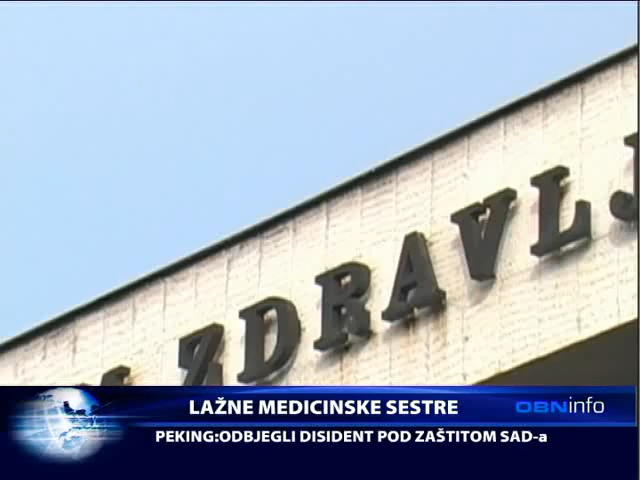 ZDRAVLJ
LAŽNE MEDICINSKE SESTRE
OBNinfo
PEKING:ODBJEGLI DISIDENT POD ZAŠTITOM SAD-a